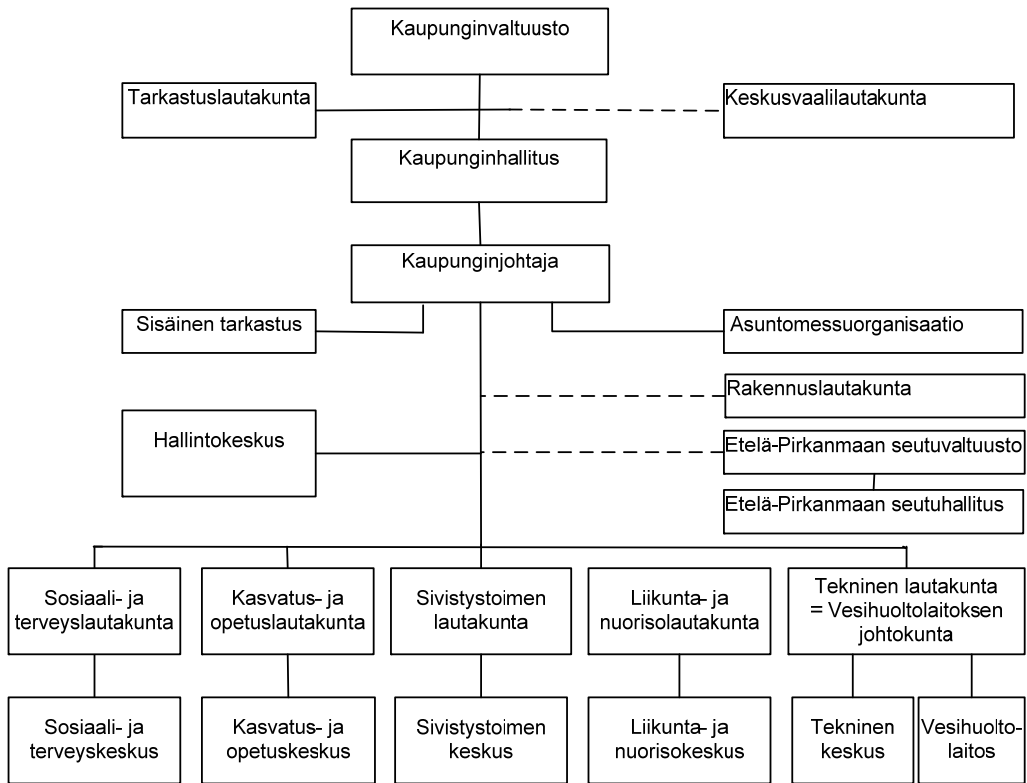 Kaupunginvaltuusto
Tarkastuslautakunta
Keskusvaalilautakunta
Kaupunginhallitus
Kaupunginjohtaja
Sisäinen tarkastus
Asuntomessuorganisaatio
Rakennuslautakunta
Hallintokeskus
Etelä-Pirkanmaan seutuvaltuusto
Etelä-Pirkanmaan seutuhallitus
Sosiaali- ja
terveyslautakunta
Kasvatus- ja
opetuslautakunta
Sivistystoimen
lautakunta
Liikunta- ja
nuorisolautakunta
Tekninen lautakunta
= Vesihuoltolaitoksen
johtokunta
Sosiaali- ja
terveyskeskus
Kasvatus- ja
opetuskeskus
Sivistystoimen
keskus
Liikunta- ja
nuorisokeskus
Tekninen
keskus
Vesihuolto-
laitos